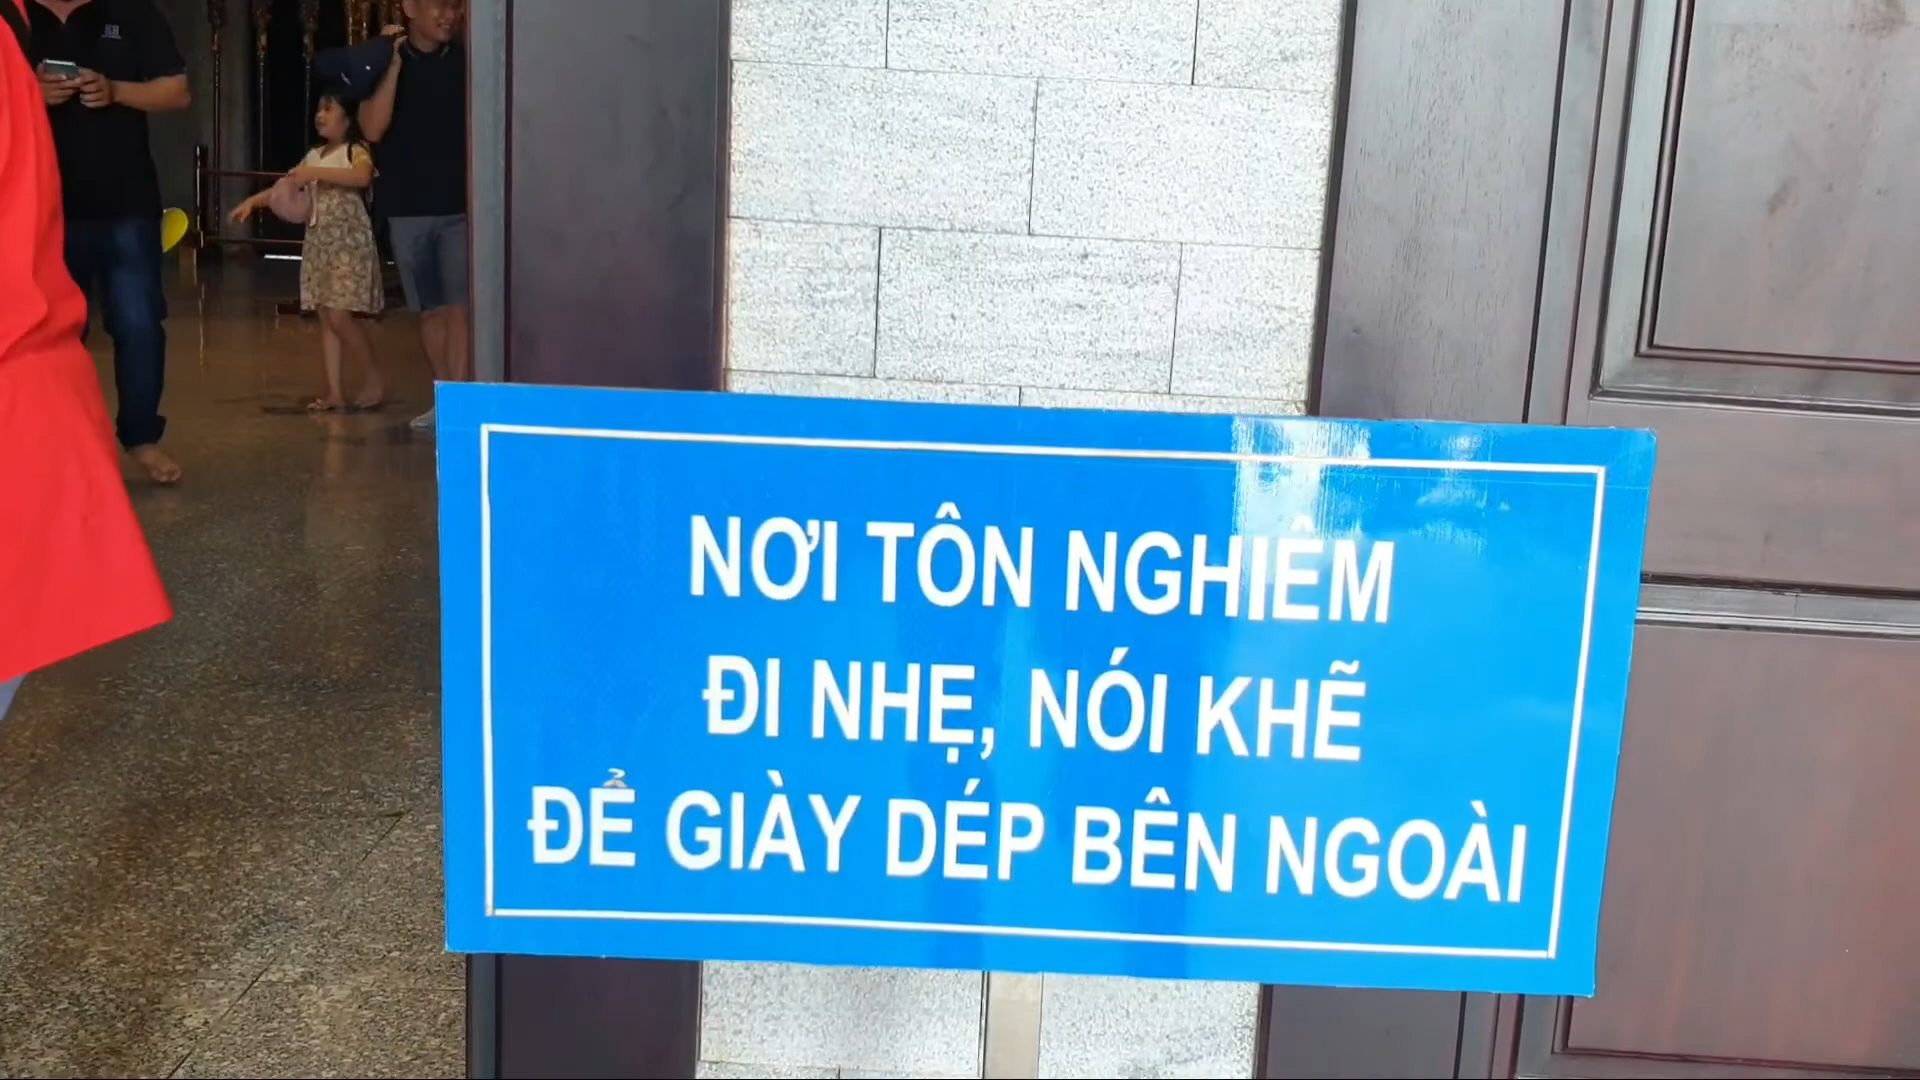 NƠI TÔN NGHIÊM
ĐI NHẸ, NÓI KHẼ
ĐỂ GIÀY DÉP BÊN NGOÀI